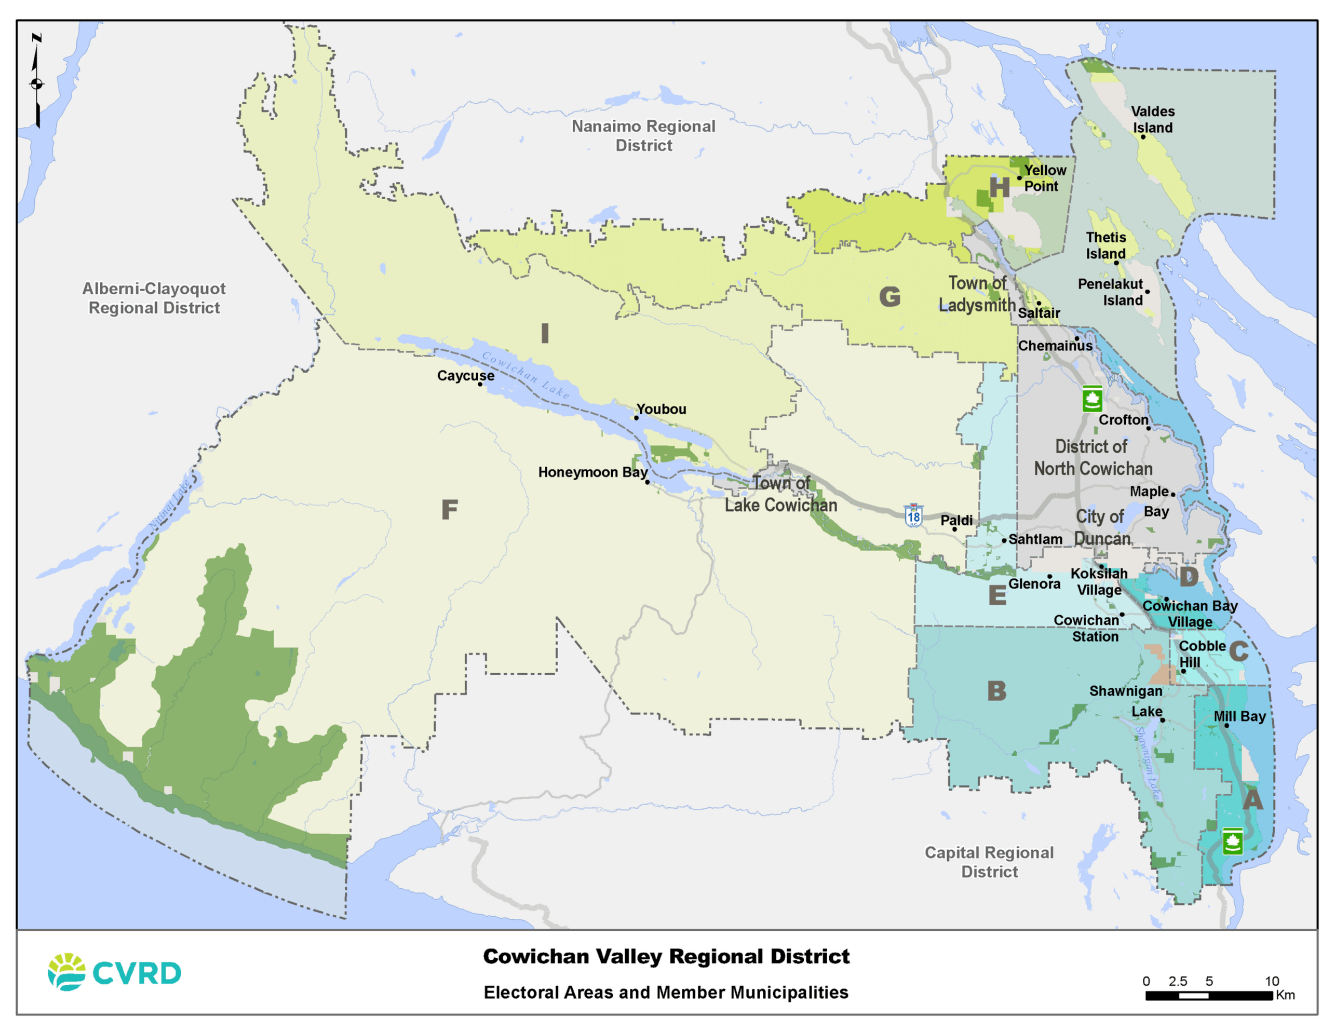 N
Nanaimo Regional
District
Valdes
Island
Yellow
Point
H
Thetis
Island
Alberni-Clayoquot
Regional District
Penelakut
Island
G
Town of
Ladysmith
Saltair
I
Chemainus
Cowichan Lake
Caycuse
Youbou
Crofton
District of
North Cowichan
Honeymoon Bay
Town of
Lake Cowichan
Maple
Bay
F
18
Paldi
City of
Duncan
Nitinat Lake
Sahtlam
Glenora
Koksilah
Village
D
E
Cowichan Bay
Village
Cowichan
Station
Cobble
Hill
C
B
Shawnigan
Lake
Mill Bay
Shawnigan Lake
A
Capital Regional
District
CVRD
Cowichan Valley Regional District
Electoral Areas and Member Municipalities
0 2.5 5 10
Km